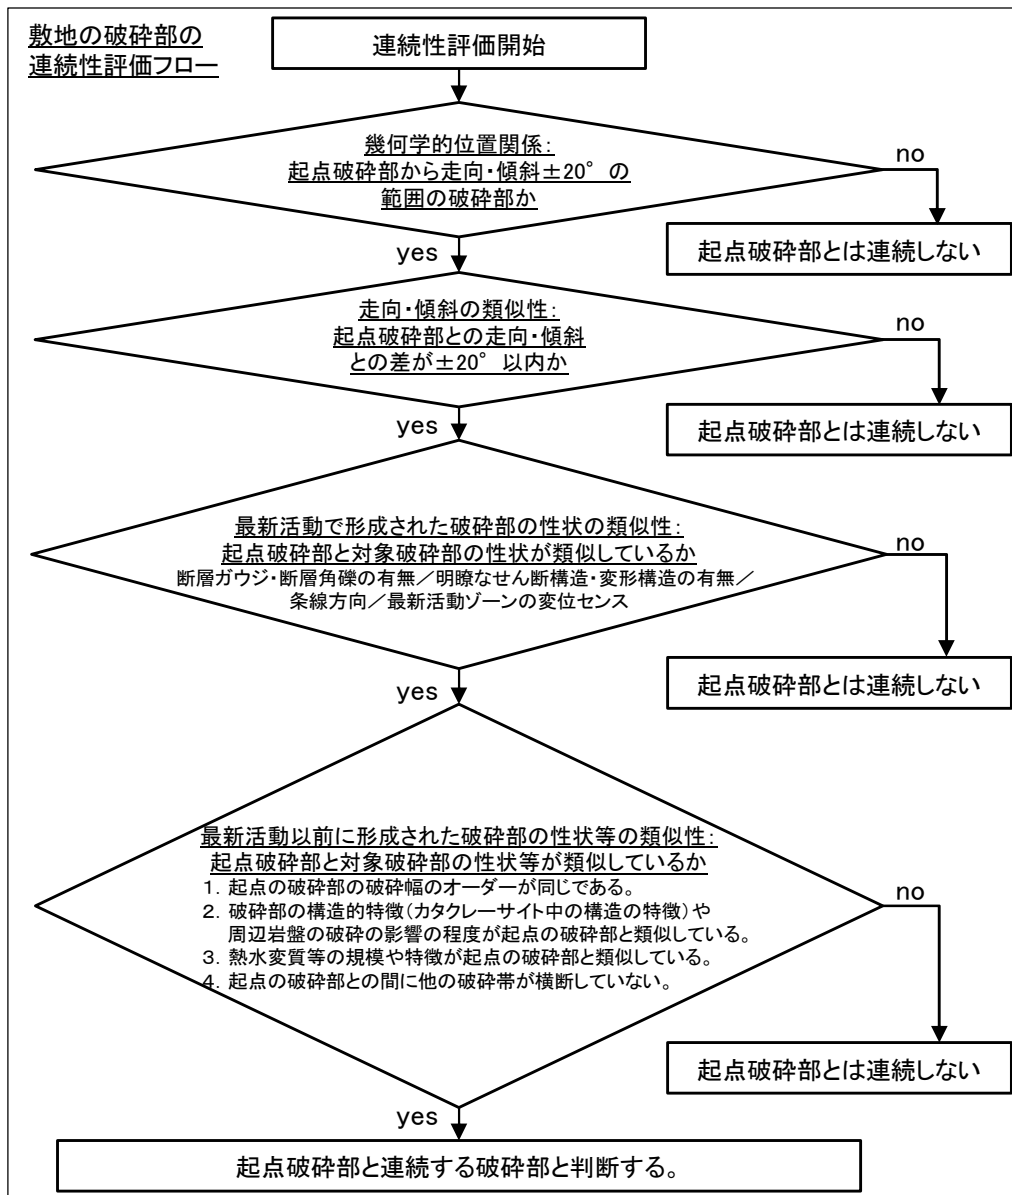 敷地の破砕部の
連続性評価フロー
連続性評価開始
幾何学的位置関係:
起点破砕部から走向・傾斜±20°の
範囲の破砕部か
no
起点破砕部とは連続しない
yes
走向・傾斜の類似性:
起点破砕部との走向・傾斜
との差が±20°以内か
no
起点破砕部とは連続しない
yes
最新活動で形成された破砕部の性状の類似性:
起点破砕部と対象破砕部の性状が類似しているか
断層ガウジ・断層角礫の有無/明瞭なせん断構造・変形構造の有無/
条線方向/最新活動ゾーンの変位センス
no
起点破砕部とは連続しない
yes
最新活動以前に形成された破砕部の性状等の類似性:
起点破砕部と対象破砕部の性状等が類似しているか
1. 起点の破砕部の破砕幅のオーダーが同じである。
2. 破砕部の構造的特徴(カタクレーサイト中の構造の特徴)や
周辺岩盤の破砕の影響の程度が起点の破砕部と類似している。
3. 熱水変質等の規模や特徴が起点の破砕部と類似している。
4. 起点の破砕部との間に他の破砕帯が横断していない。
no
起点破砕部とは連続しない
yes
起点破砕部と連続する破砕部と判断する。